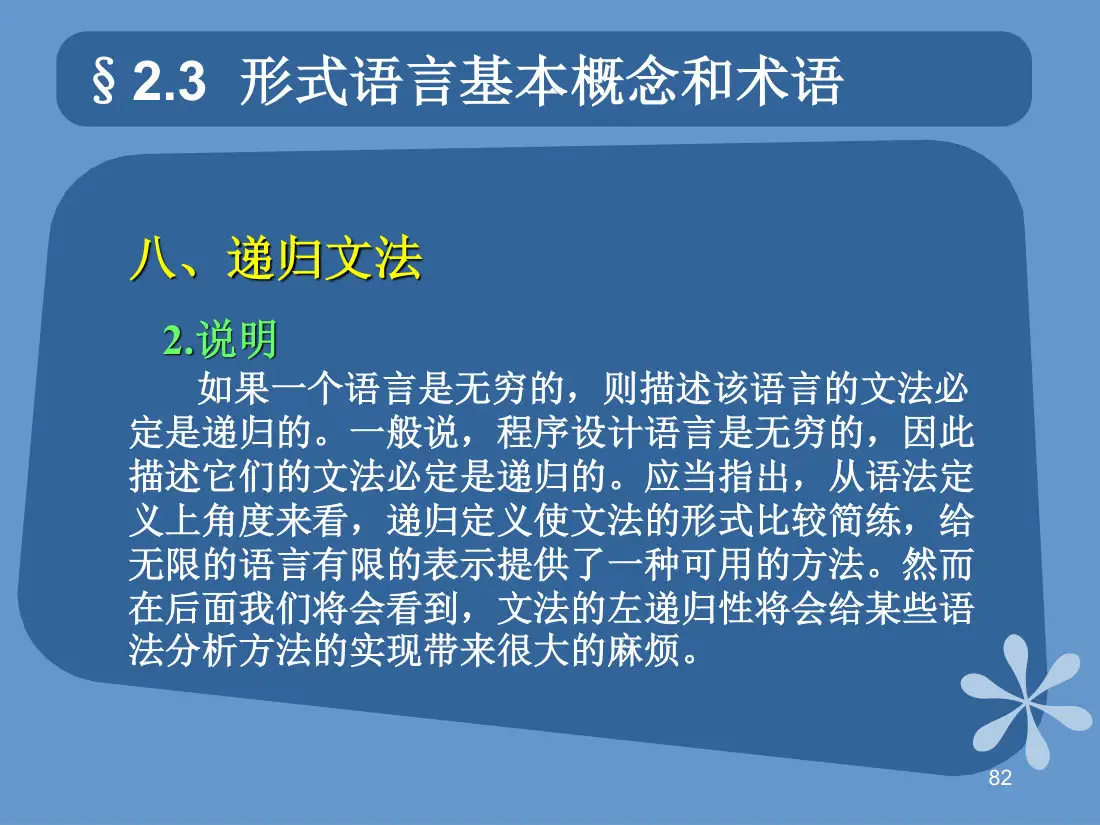 §2.3 形式语言基本概念和术语
八、递归文法
2.说明
如果一个语言是无穷的，则描述该语言的文法必
定是递归的。一般说，程序设计语言是无穷的，因此
描述它们的文法必定是递归的。应当指出，从语法定
义上角度来看，递归定义使文法的形式比较简练，给
无限的语言有限的表示提供了一种可用的方法。然而
在后面我们将会看到，文法的左递归性将会给某些语
法分析方法的实现带来很大的麻烦。
82